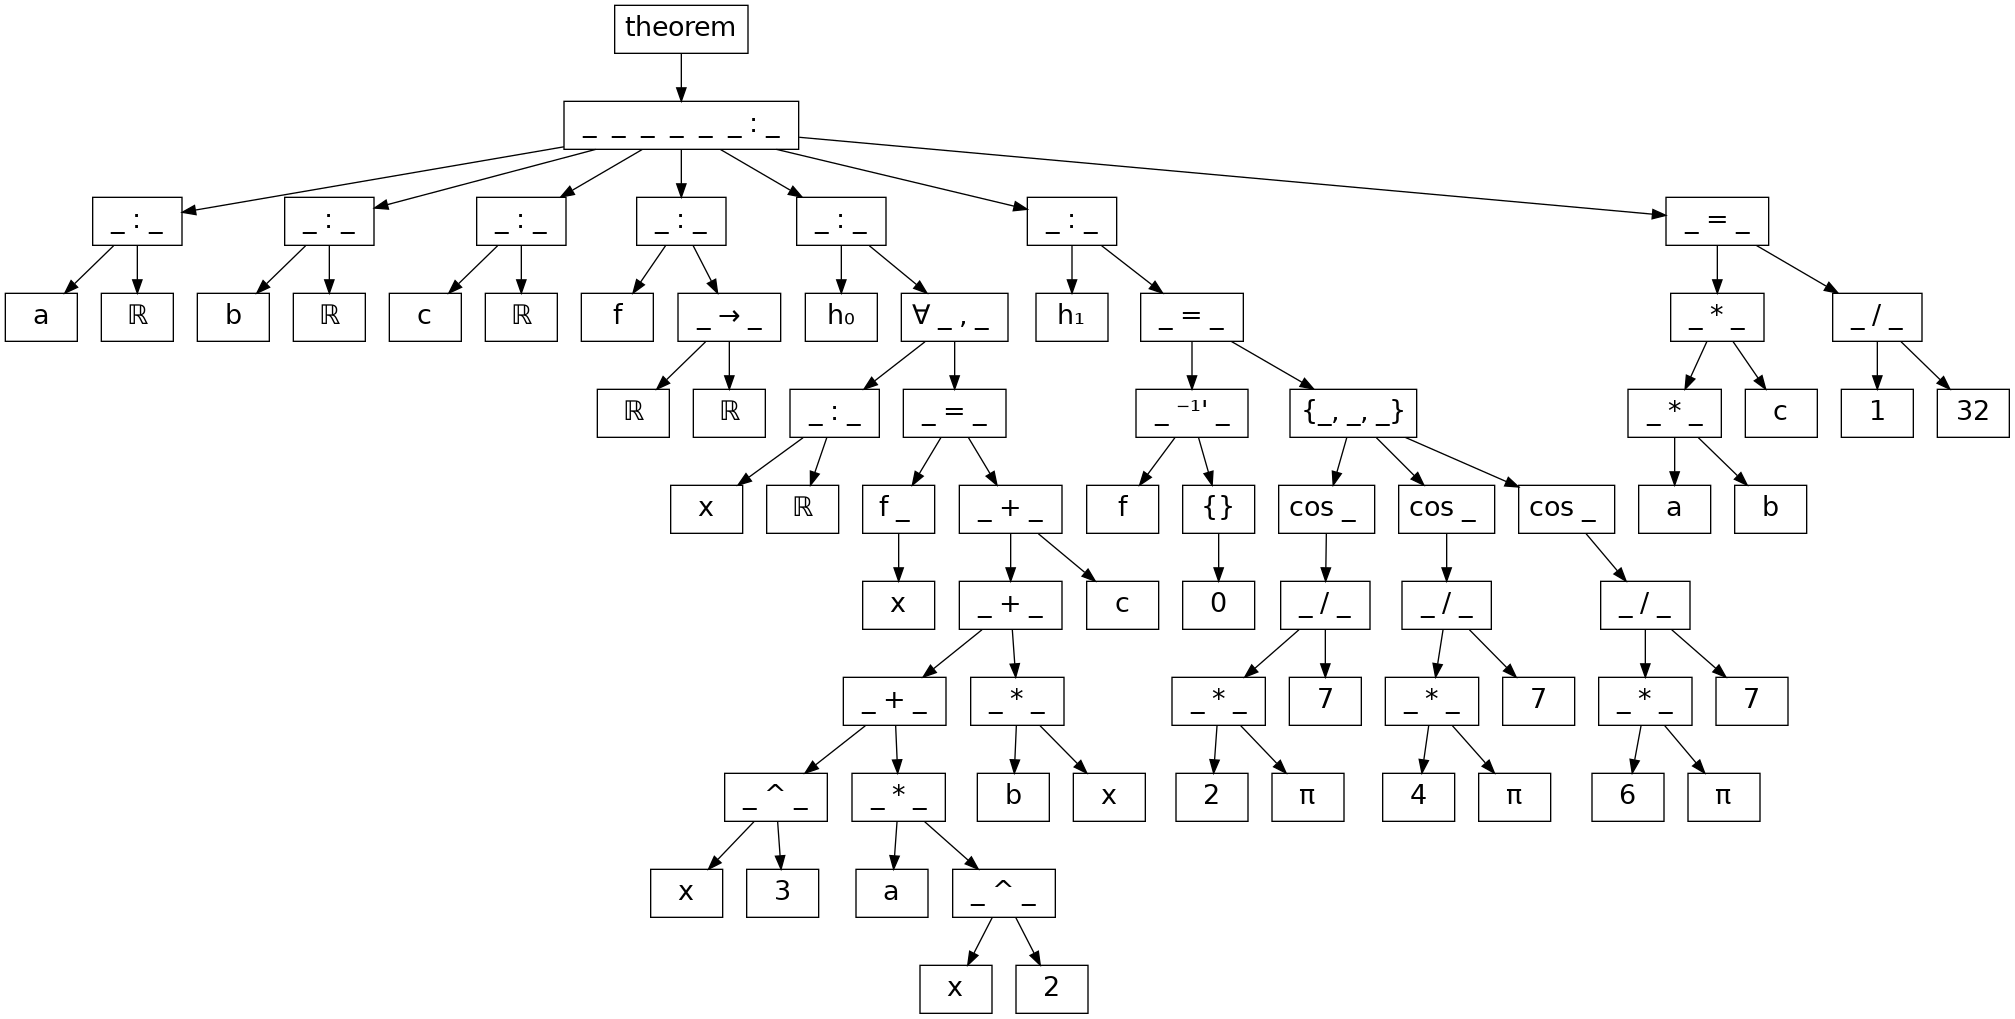 theorem
_ _ _ _ _ _ : _
_ : _ _ : _ _ : _ _ : _ _ : _ _ : _ _ = _
a ℝ b ℝ c ℝ f _ → _ h₀ ∀ _ , _ h₁ _ = _ _ * _ _ / _
ℝ ℝ _ : _ _ = _ _ ⁻¹' _ {_, _, _} _ * _ c 1 32
x ℝ f _ _ + _ f {} cos _ cos _ cos _ a b
x _ + _ c 0 _ / _ _ / _ _ / _
_ + _ _ * _ _ * _ 7 _ * _ 7 _ * _ 7
_ ^ _ _ * _ b x 2 π 4 π 6 π
x 3 a _ ^ _
x 2